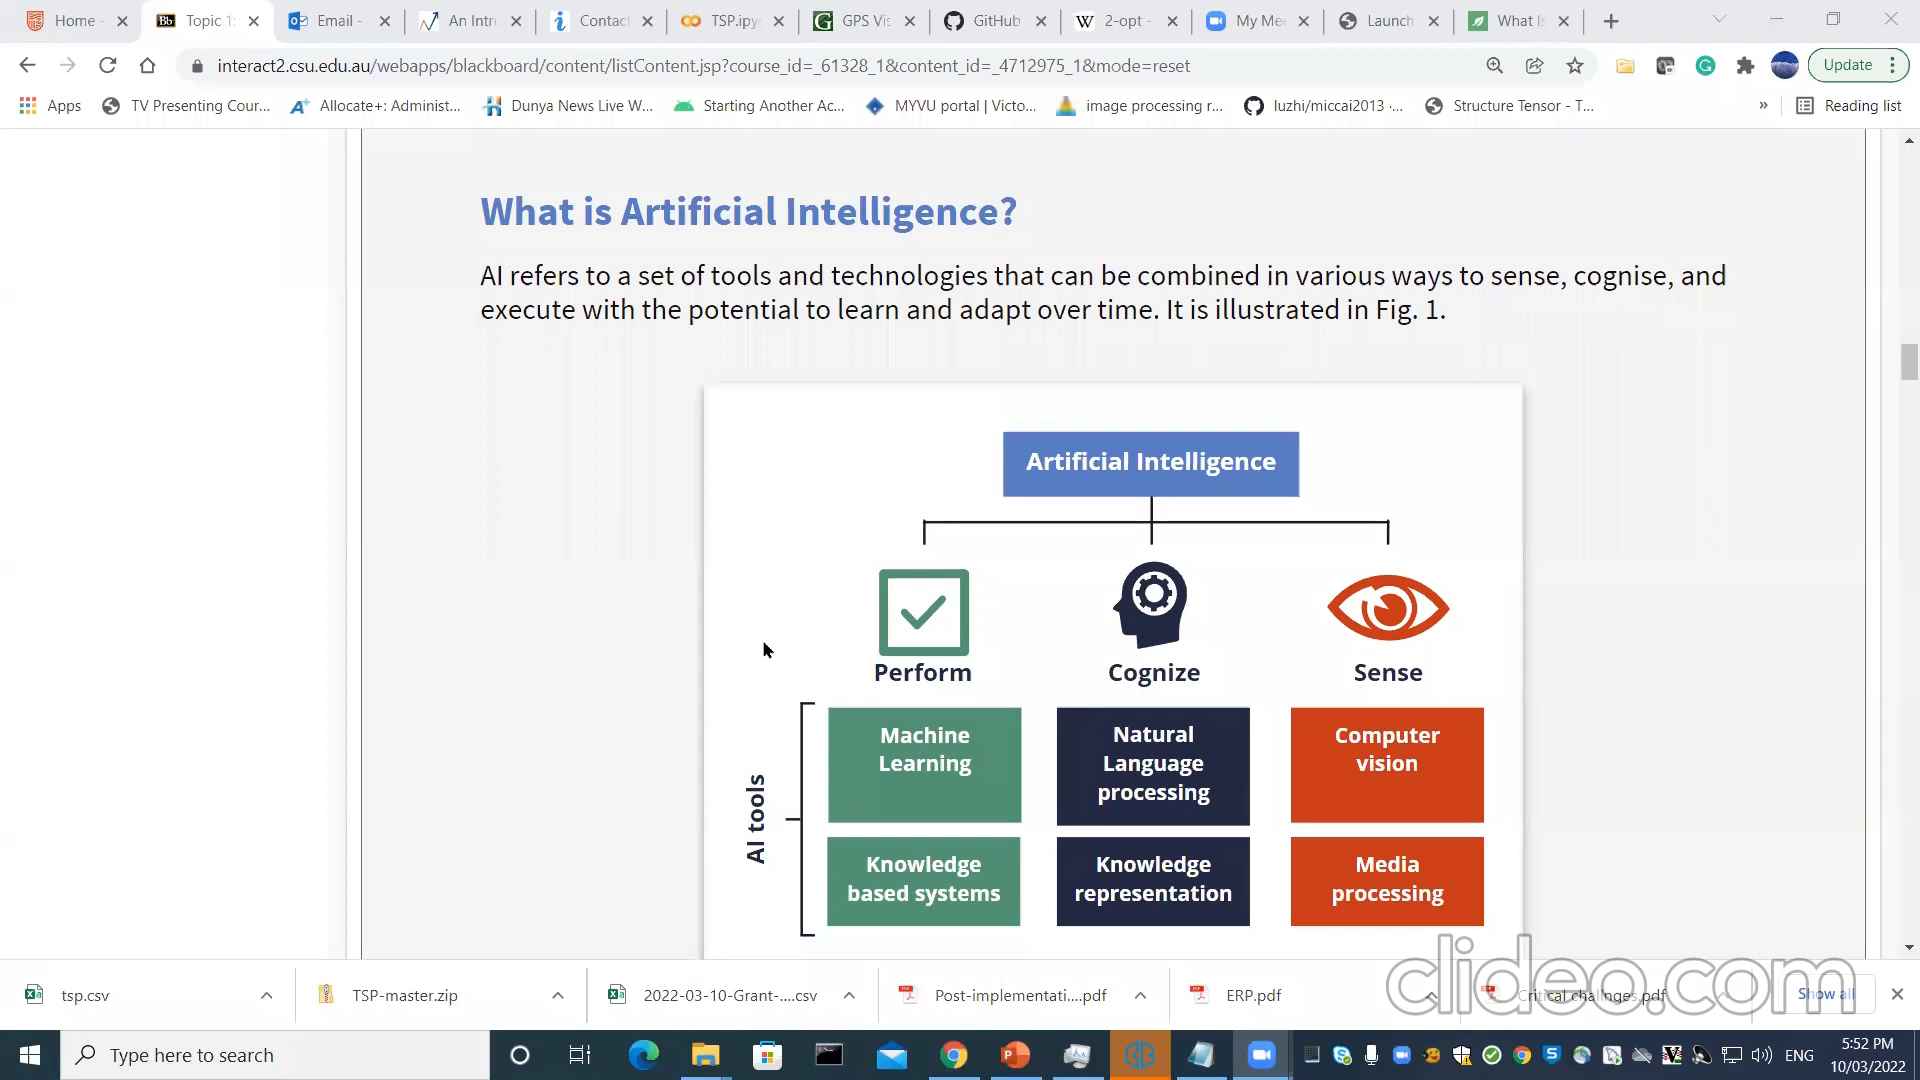 Home -
Topic 1:
Email -
An Intr
Contac
TSP.ipy
GPS Vis
GitHub
2-opt -
My Me
Launch
What Is
interact2.csu.edu.au/webapps/blackboard/content/listContent.jsp?course_id=_61328_1&content_id=_4712975_1&mode=reset
Update
Apps
TV Presenting Cour...
Allocate+: Administ...
Dunya News Live W...
Starting Another Ac...
MYVU portal | Victo...
image processing r...
luzhi/miccai2013 ·...
Structure Tensor - T...
»
Reading list
What is Artificial Intelligence?
AI refers to a set of tools and technologies that can be combined in various ways to sense, cognise, and
execute with the potential to learn and adapt over time. It is illustrated in Fig. 1.
Artificial Intelligence
Perform
Cognize
Sense
AI tools
Machine
Learning
Natural
Language
processing
Computer
vision
Knowledge
based systems
Knowledge
representation
Media
processing
clideo.com
tsp.csv
TSP-master.zip
2022-03-10-Grant-....csv
Post-implementati....pdf
ERP.pdf
Critical challnges.pdf
Show all
Type here to search
ENG
5:52 PM
10/03/2022